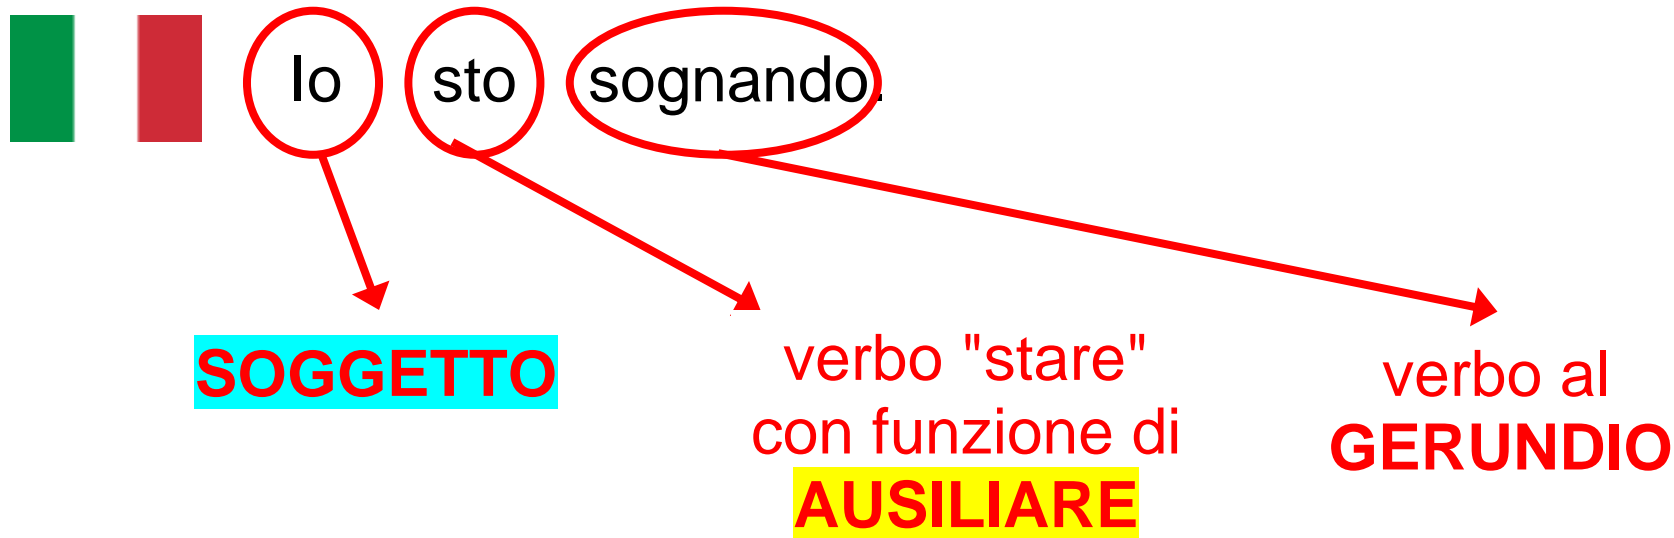 Io sto sognando.
SOGGETTO
verbo "stare"
con funzione di
AUSILIARE
verbo al
GERUNDIO